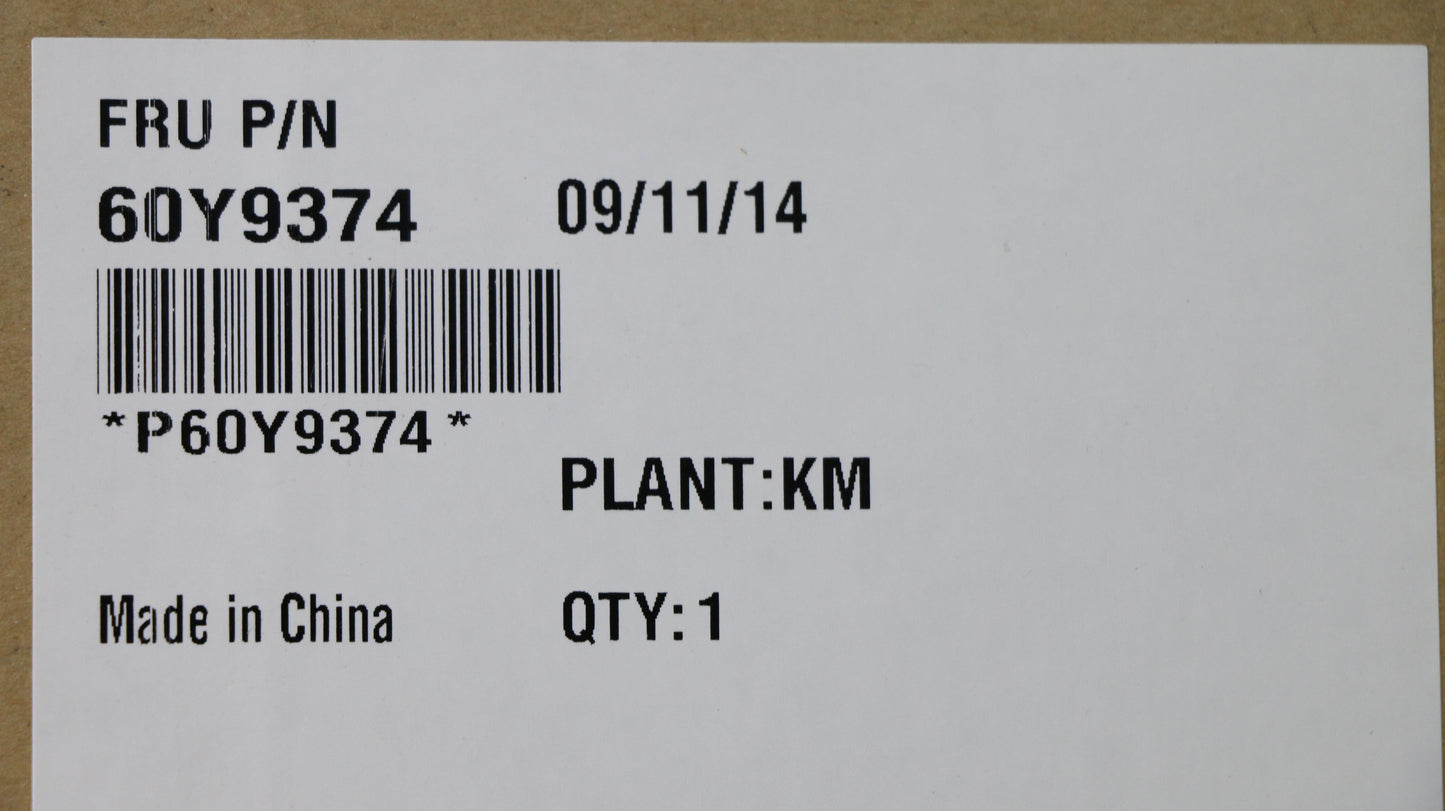 FRU P/N
60Y9374 09/11/14
*P60Y9374*
PLANT:KM
Made in China QTY: 1